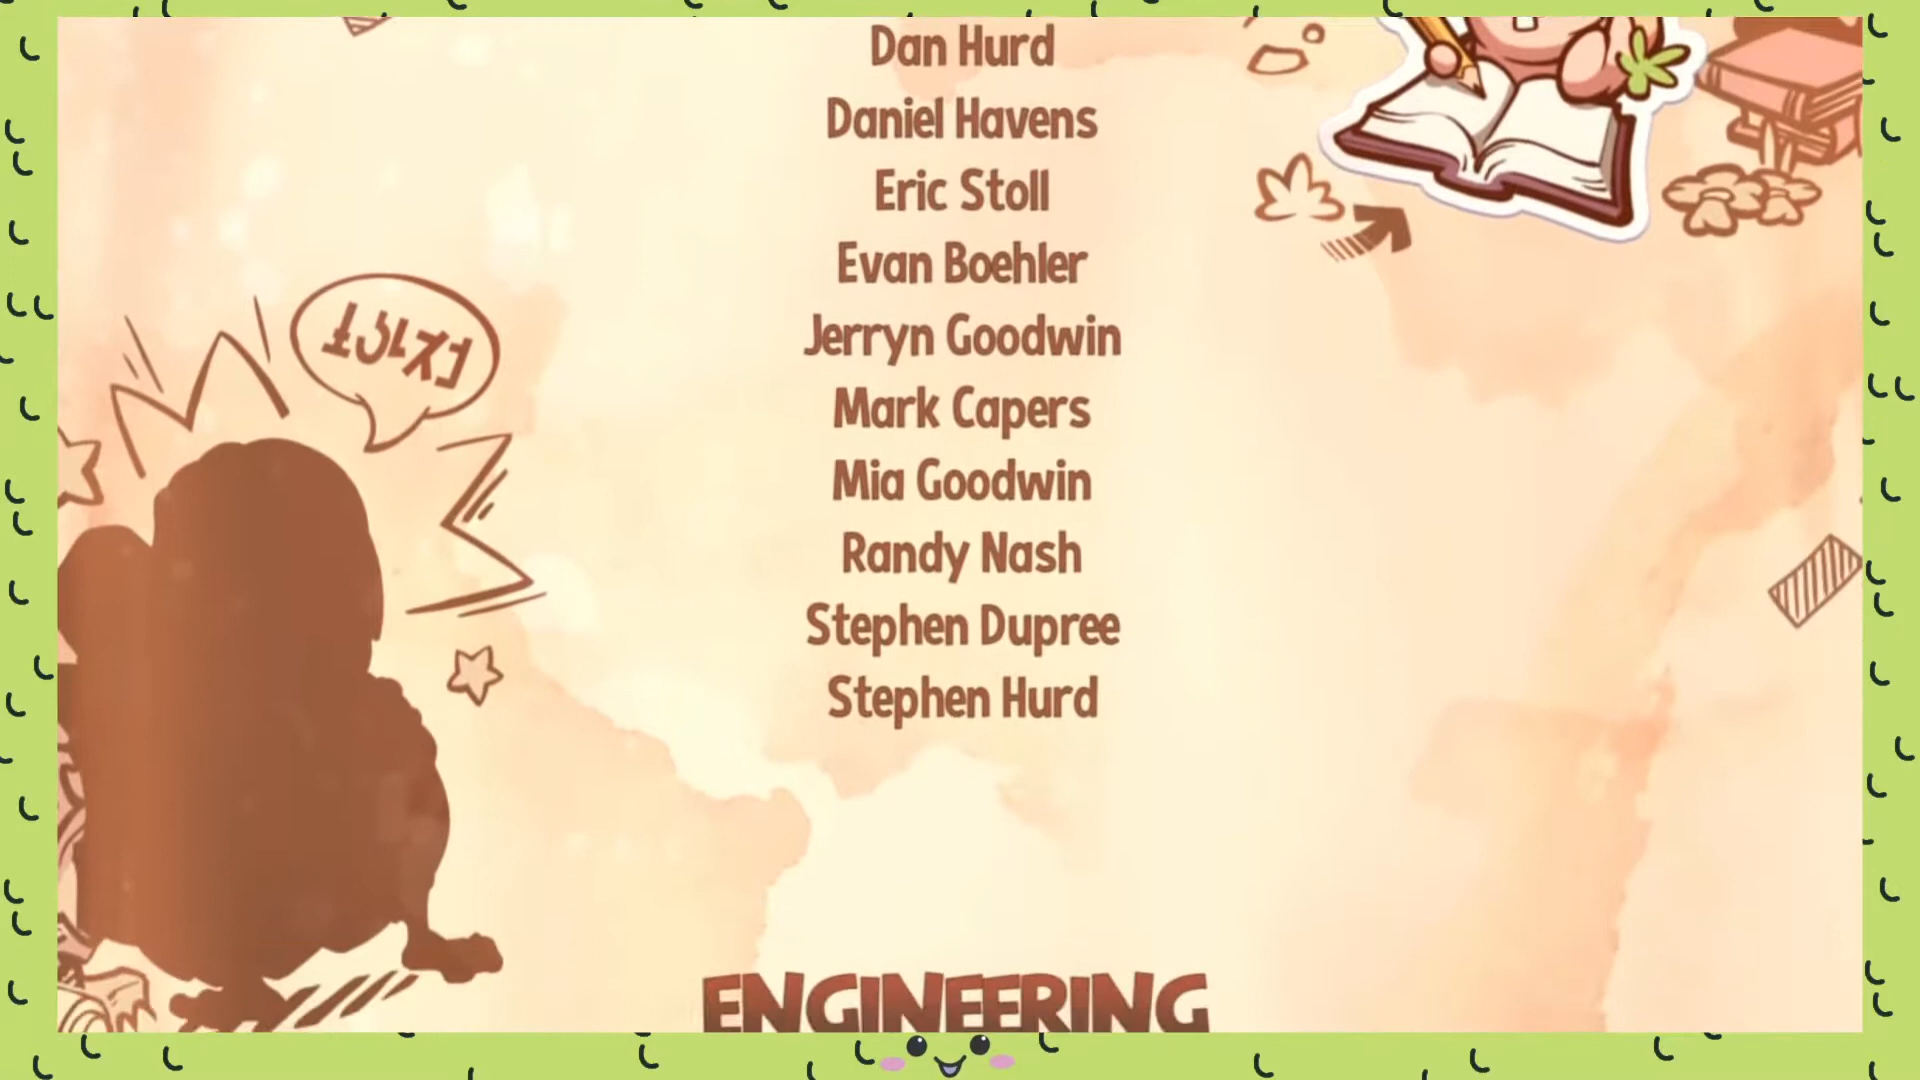 Dan Hurd
Daniel Havens
Eric Stoll
Evan Boehler
Jerryn Goodwin
Mark Capers
Mia Goodwin
Randy Nash
Stephen Dupree
Stephen Hurd
ENGINEERING